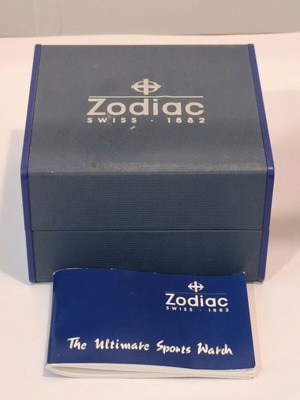 Zodiac
SWISS · 1882
Zodiac
SWISS · 1882
The Ultimate Sports Watch